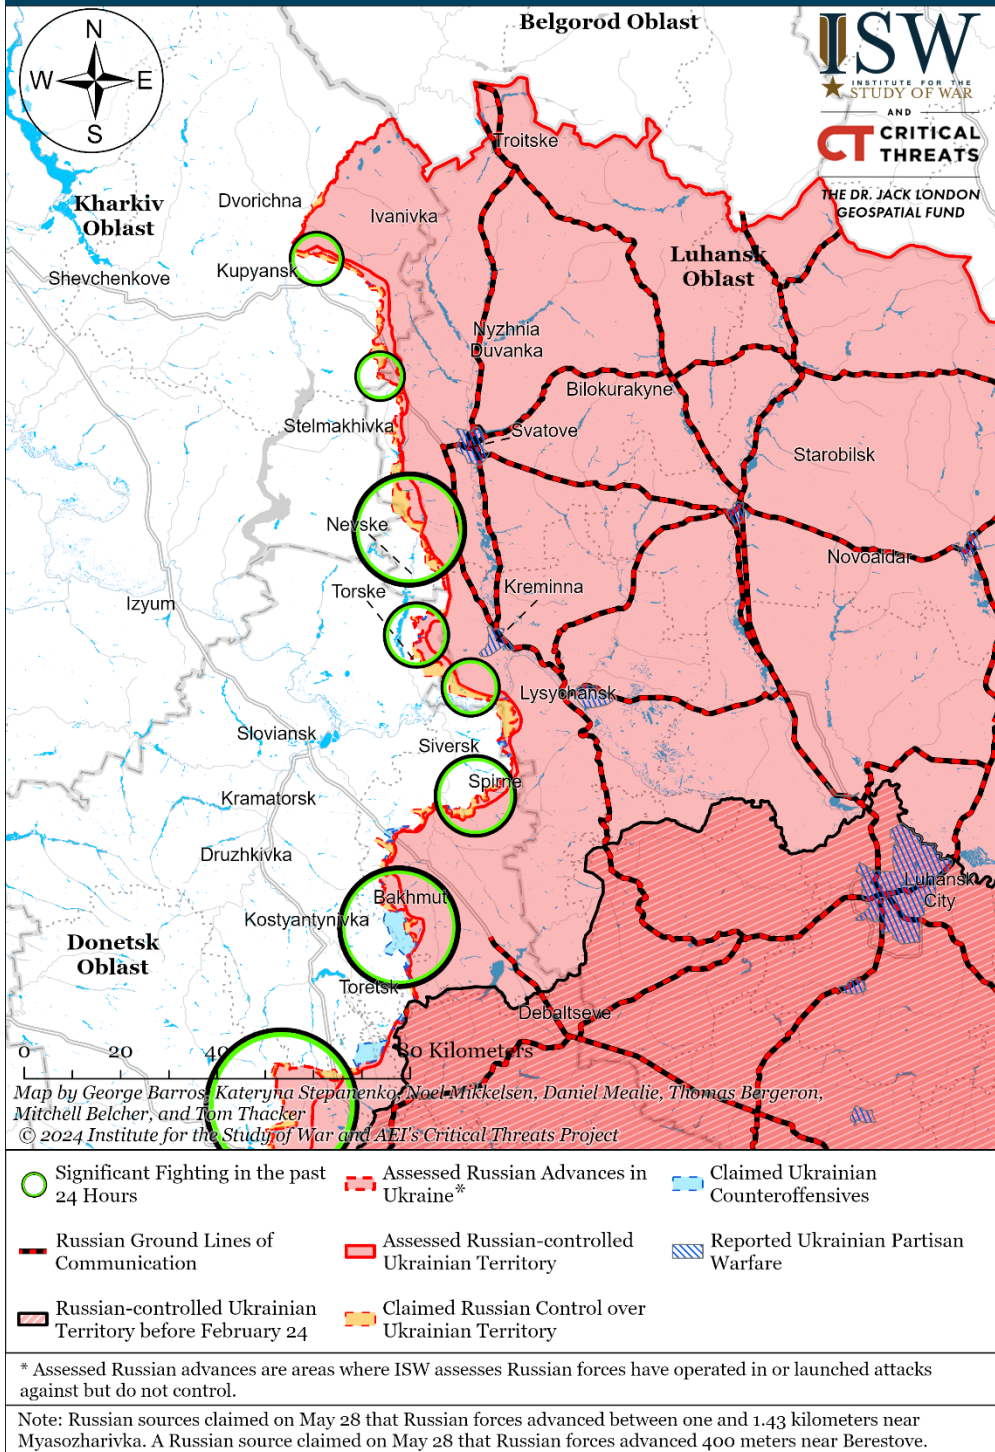 Belgorod Oblast
N
W
E
S
ISW
INSTITUTE FOR THE
STUDY OF WAR
AND
CT CRITICAL
THREATS
THE DR. JACK LONDON
GEOSPATIAL FUND
Troitske
Kharkiv
Oblast
Dvorichna
Ivanivka
Luhansk
Oblast
Shevchenkove
Kupyansk
Nyzhnia
Duvanka
Bilokurakyne
Stelmakhivka
Svatove
Starobilsk
Nevske
Novoaidar
Torske
Kreminna
Izyum
Lysychansk
Sloviansk
Siversk
Spirne
Kramatorsk
Druzhkivka
Bakhmut
Luhansk
City
Kostyantynivka
Donetsk
Oblast
Toretsk
Debaltseve
0 20 40 80 Kilometers
Map by George Barros, Kateryna Stepanenko, Noel Mikkelsen, Daniel Mealie, Thomas Bergeron,
Mitchell Belcher, and Tom Thacker
© 2024 Institute for the Study of War and AEI's Critical Threats Project
Significant Fighting in the past
24 Hours
Assessed Russian Advances in
Ukraine*
Claimed Ukrainian
Counteroffensives
Russian Ground Lines of
Communication
Assessed Russian-controlled
Ukrainian Territory
Reported Ukrainian Partisan
Warfare
Russian-controlled Ukrainian
Territory before February 24
Claimed Russian Control over
Ukrainian Territory
* Assessed Russian advances are areas where ISW assesses Russian forces have operated in or launched attacks
against but do not control.
Note: Russian sources claimed on May 28 that Russian forces advanced between one and 1.43 kilometers near
Myasozharivka. A Russian source claimed on May 28 that Russian forces advanced 400 meters near Berestove.